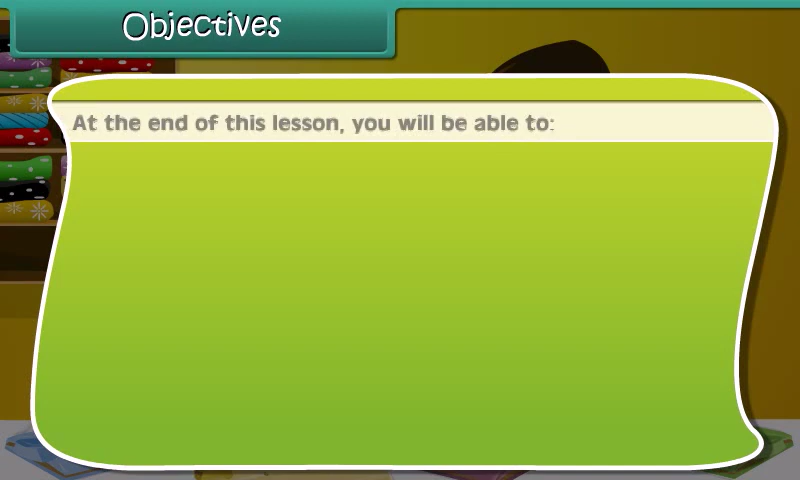 Objectives
At the end of this lesson, you will be able to: